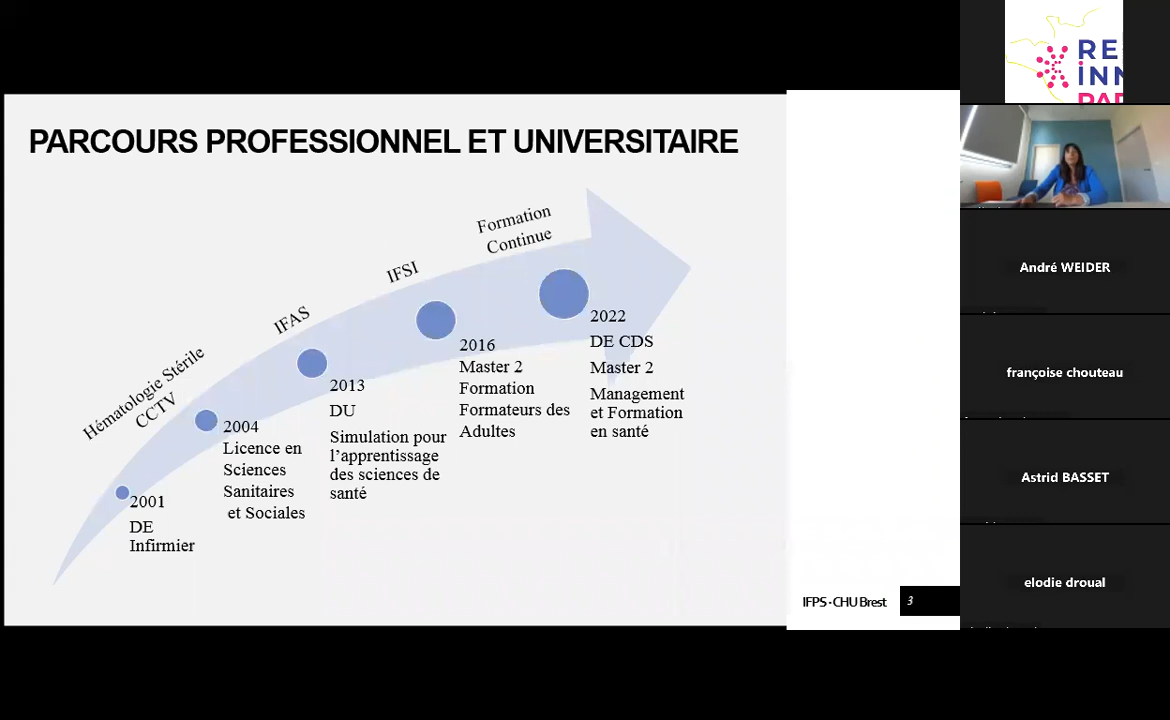 PARCOURS PROFESSIONNEL ET UNIVERSITAIRE
Hématologie Stérile
CCTV
IFAS
IFSI
Formation
Continue
2001
DE
Infirmier
2004
Licence en
Sciences
Sanitaires
et Sociales
2013
DU
Simulation pour
l’apprentissage
des sciences de
santé
2016
Master 2
Formation
Formateurs des
Adultes
2022
DE CDS
Master 2
Management
et Formation
en santé
IFPS - CHU Brest
3
André WEIDER
françoise chouteau
Astrid BASSET
elodie droual